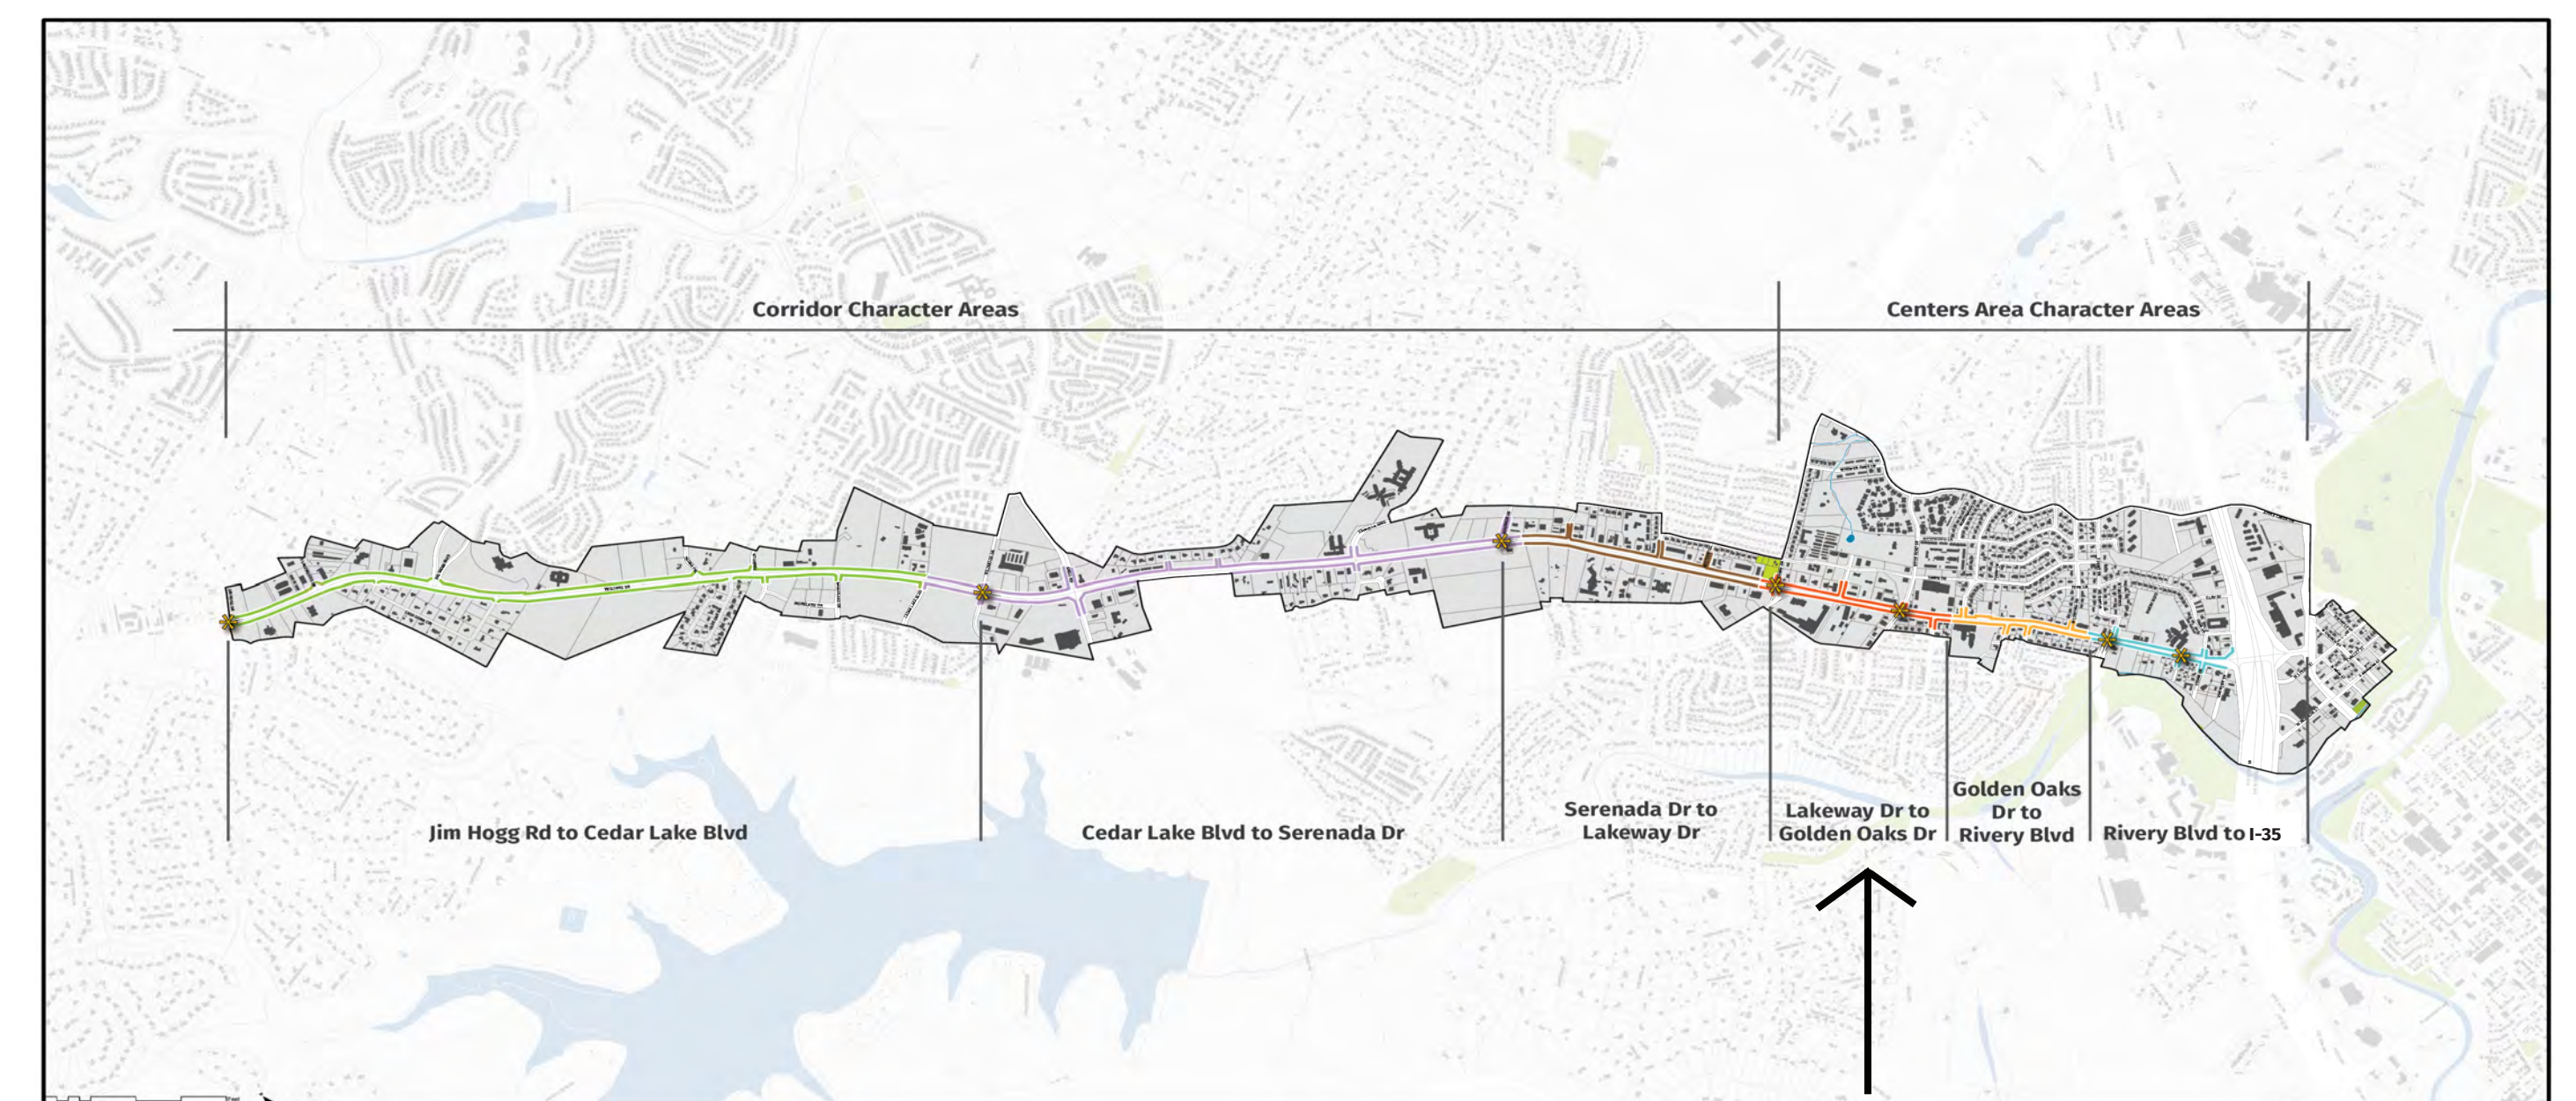 Corridor Character Areas
Centers Area Character Areas
Jim Hogg Rd to Cedar Lake Blvd
Cedar Lake Blvd to Serenada Dr
Serenada Dr to
Lakeway Dr
Lakeway Dr to
Golden Oaks Dr
Golden Oaks
Dr to
Rivery Blvd
Rivery Blvd to I-35